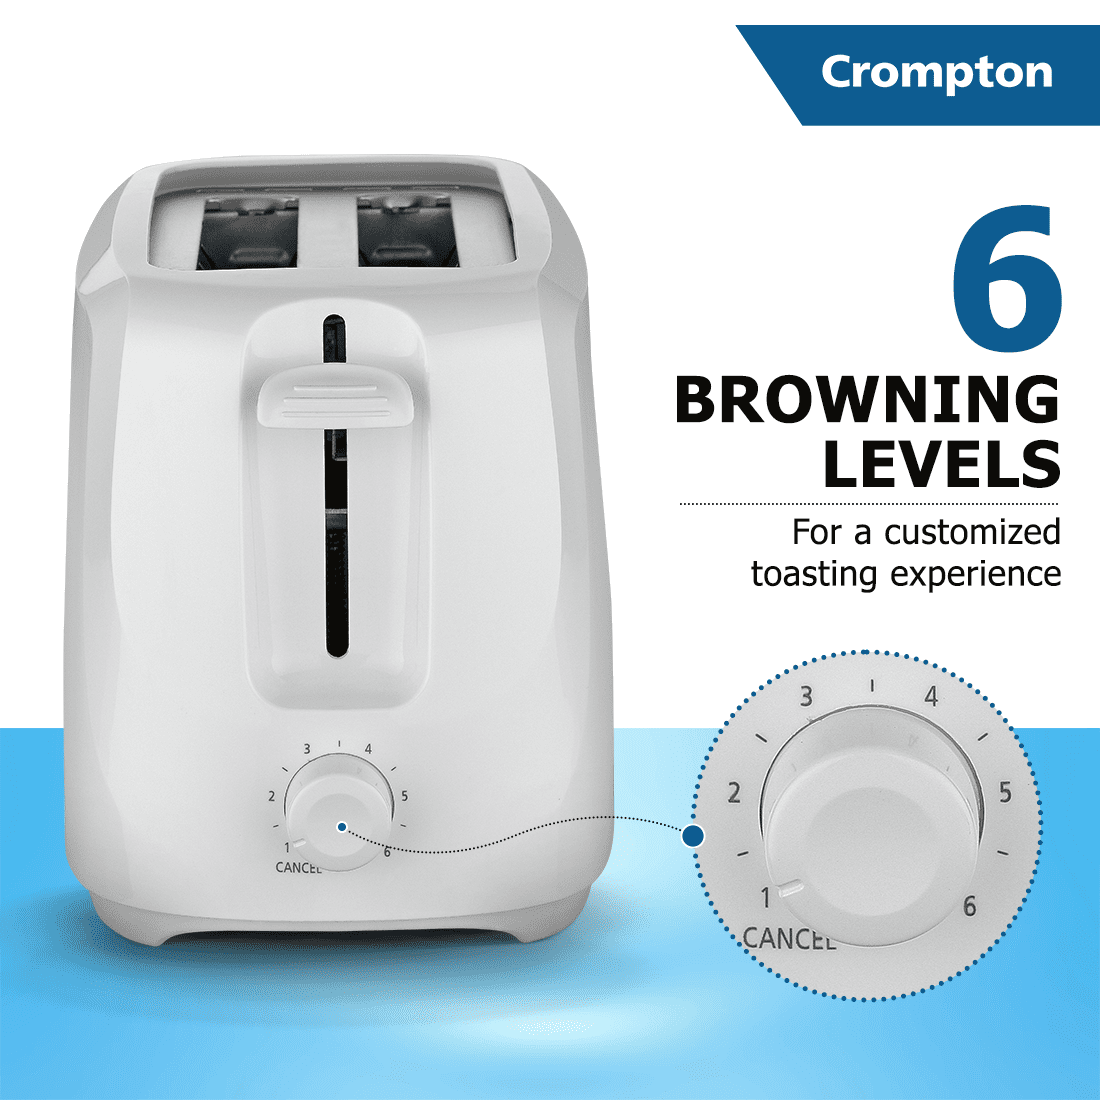 Crompton
6
BROWNING
LEVELS
For a customized
toasting experience
3 4
2 5
1 6
CANCEL
3 4
2 5
1 6
CANCEL